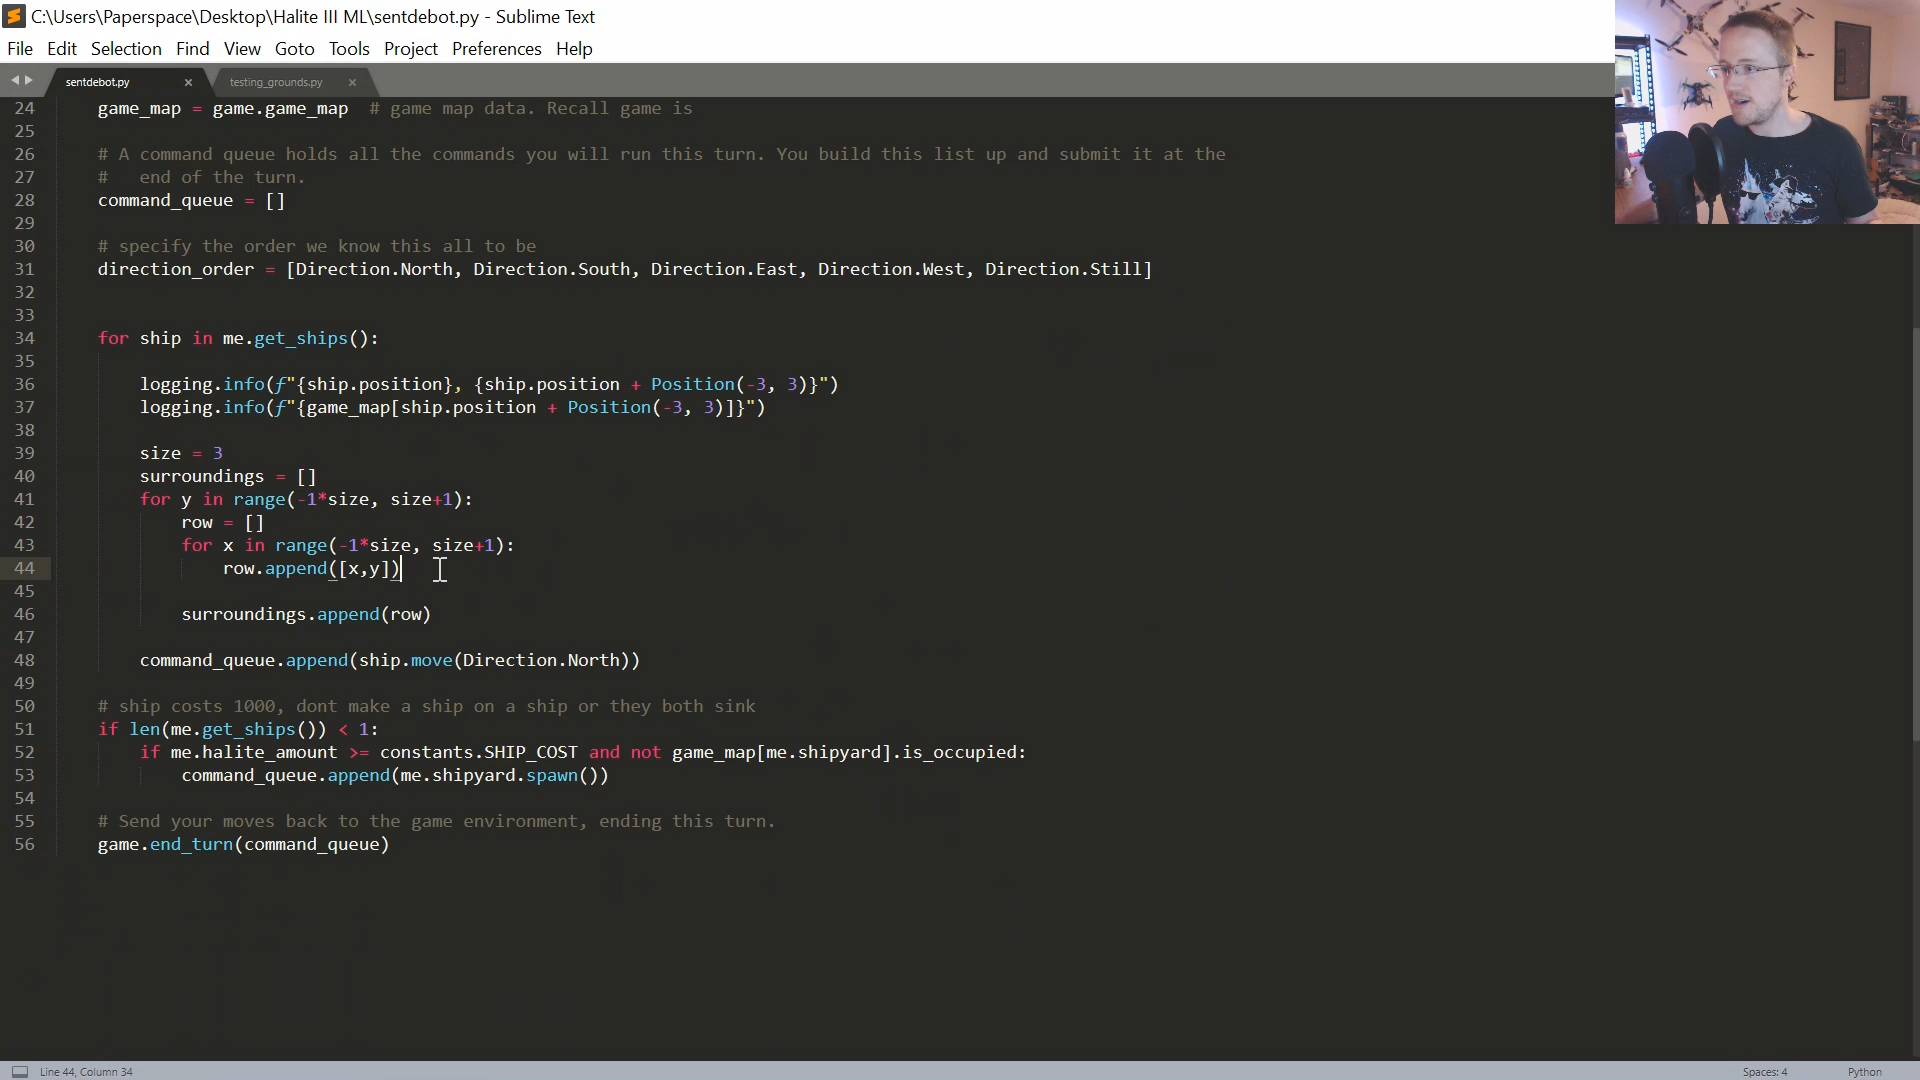 C:\Users\Paperspace\Desktop\Halite III ML\sentdebot.py - Sublime Text
File Edit Selection Find View Goto Tools Project Preferences Help
sentdebot.py × testing_grounds.py ×
24 game_map = game.game_map  # game map data. Recall game is
25
26 # A command queue holds all the commands you will run this turn. You build this list up and submit it at the
27 #   end of the turn.
28 command_queue = []
29
30 # specify the order we know this all to be
31 direction_order = [Direction.North, Direction.South, Direction.East, Direction.West, Direction.Still]
32
33
34 for ship in me.get_ships():
35
36     logging.info(f"{ship.position}, {ship.position + Position(-3, 3)}")
37     logging.info(f"{game_map[ship.position + Position(-3, 3)]}")
38
39     size = 3
40     surroundings = []
41     for y in range(-1*size, size+1):
42         row = []
43         for x in range(-1*size, size+1):
44             row.append([x,y])
45
46         surroundings.append(row)
47
48     command_queue.append(ship.move(Direction.North))
49
50 # ship costs 1000, dont make a ship on a ship or they both sink
51 if len(me.get_ships()) < 1:
52     if me.halite_amount >= constants.SHIP_COST and not game_map[me.shipyard].is_occupied:
53         command_queue.append(me.shipyard.spawn())
54
55 # Send your moves back to the game environment, ending this turn.
56 game.end_turn(command_queue)
Line 44, Column 34 Spaces: 4 Python